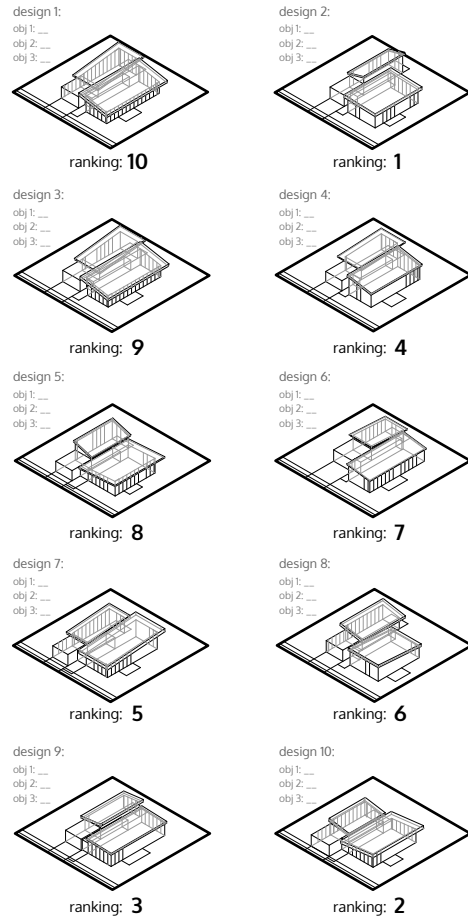 design 1:
obj 1: __
obj 2: __
obj 3: __
ranking: 10
design 2:
obj 1: __
obj 2: __
obj 3: __
ranking: 1
design 3:
obj 1: __
obj 2: __
obj 3: __
ranking: 9
design 4:
obj 1: __
obj 2: __
obj 3: __
ranking: 4
design 5:
obj 1: __
obj 2: __
obj 3: __
ranking: 8
design 6:
obj 1: __
obj 2: __
obj 3: __
ranking: 7
design 7:
obj 1: __
obj 2: __
obj 3: __
ranking: 5
design 8:
obj 1: __
obj 2: __
obj 3: __
ranking: 6
design 9:
obj 1: __
obj 2: __
obj 3: __
ranking: 3
design 10:
obj 1: __
obj 2: __
obj 3: __
ranking: 2